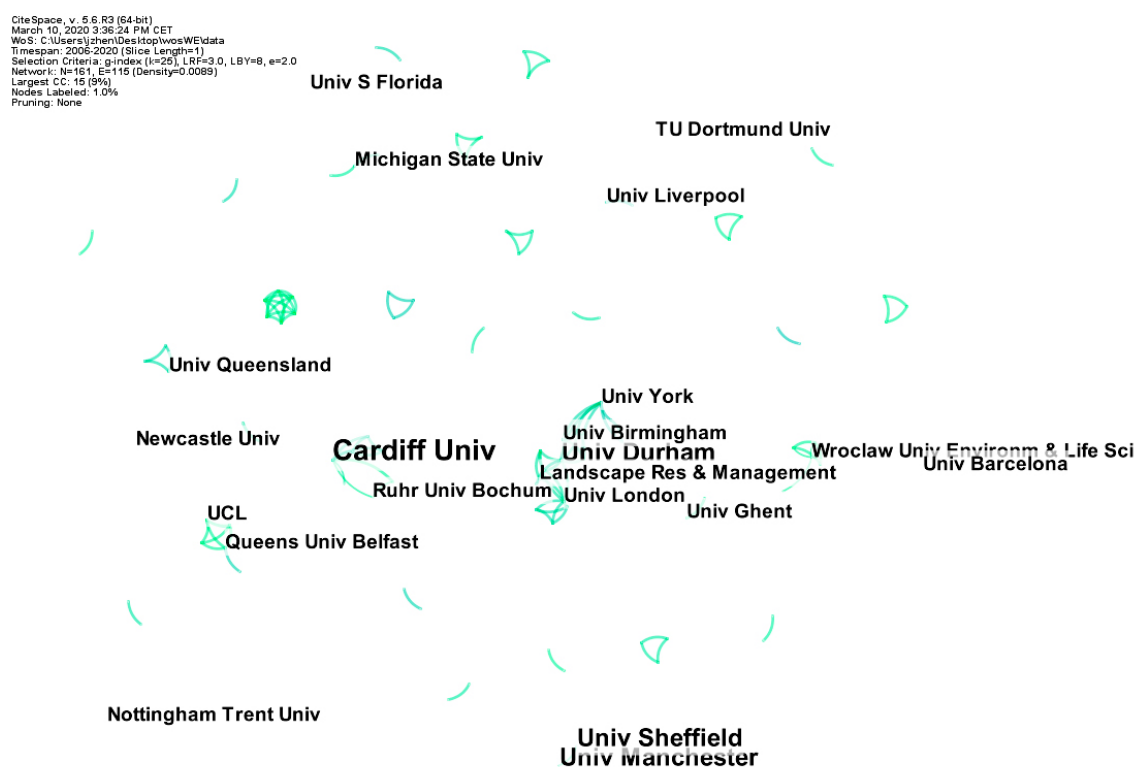 CiteSpace, v. 5.6.R3 (64-bit)
March 10, 2020 3:36:24 PM CET
WoS: C:\Users\jzhen\Desktop\wosWE\data
Timespan: 2006-2020 (Slice Length=1)
Selection Criteria: g-index (k=25), LRF=3.0, LBY=8, e=2.0
Network: N=161, E=115 (Density=0.0089)
Largest CC: 15 (9%)
Nodes Labeled: 1.0%
Pruning: None
Univ S Florida
TU Dortmund Univ
Michigan State Univ
Univ Liverpool
Univ Queensland
Univ York
Univ Birmingham
Newcastle Univ
Cardiff Univ
Univ Durham
Wroclaw Univ Environm & Life Sci
Univ Barcelona
Landscape Res & Management
Ruhr Univ Bochum
Univ London
UCL
Univ Ghent
Queens Univ Belfast
Nottingham Trent Univ
Univ Sheffield
Univ Manchester